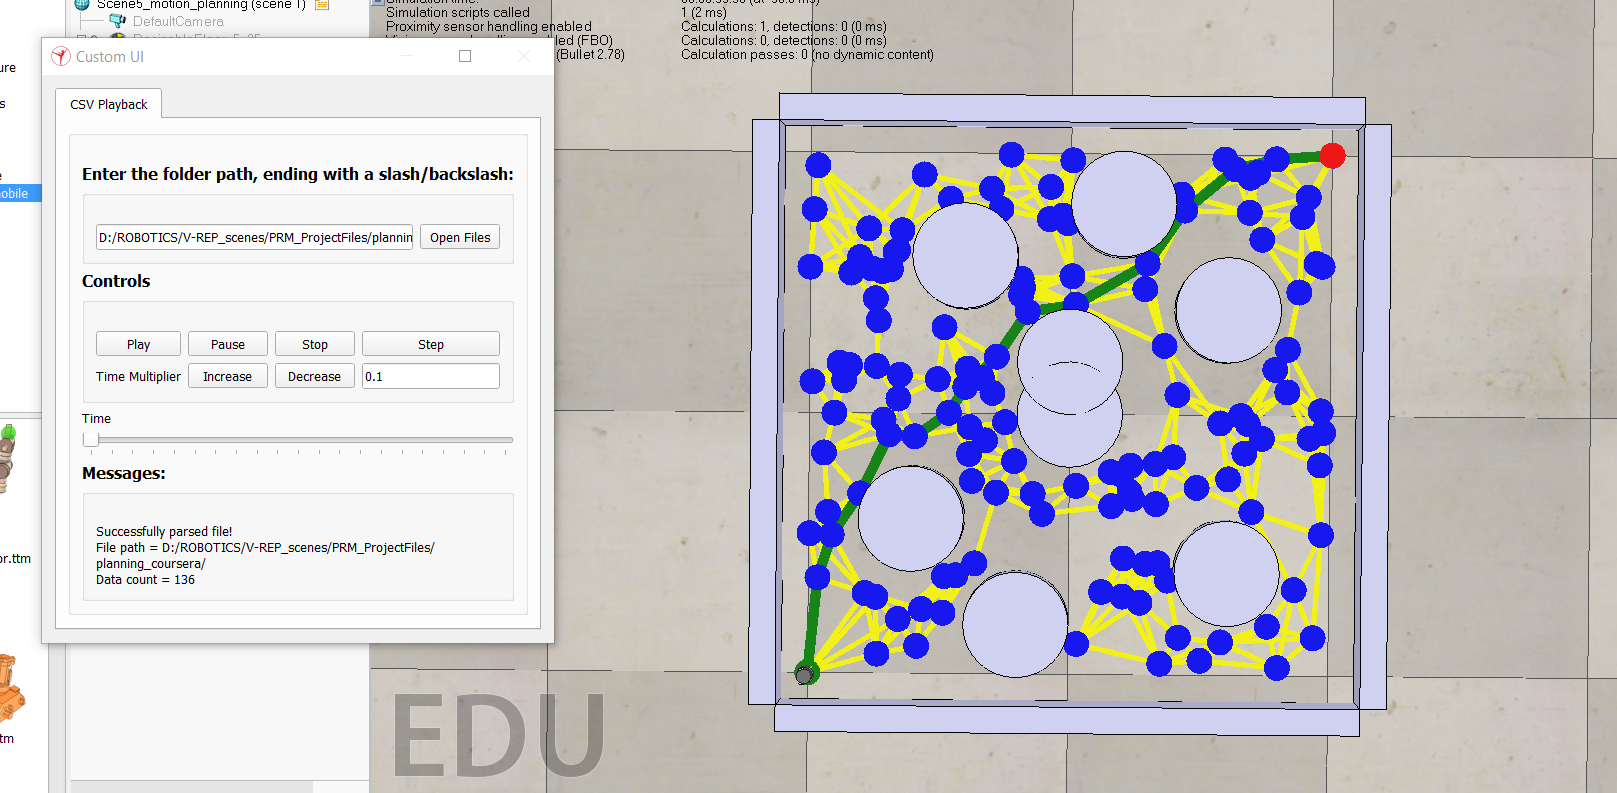 Scene5_motion_planning (scene 1)
DefaultCamera
Simulation scripts called 1 (2 ms)
Proximity sensor handling enabled Calculations: 1, detections: 0 (0 ms)
(FBO) Calculations: 0, detections: 0 (0 ms)
(Bullet 2.78) Calculation passes: 0 (no dynamic content)
Custom UI
CSV Playback
Enter the folder path, ending with a slash/backslash:
D:/ROBOTICS/V-REP_scenes/PRM_ProjectFiles/plannin
Open Files
Controls
Play Pause Stop Step
Time Multiplier Increase Decrease 0.1
Time
Messages:
Successfully parsed file!
File path = D:/ROBOTICS/V-REP_scenes/PRM_ProjectFiles/
planning_coursera/
Data count = 136
EDU
ure
s
e
obile
or.ttm
tm